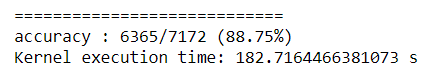 ============================
accuracy : 6365/7172 (88.75%)
Kernel execution time: 182.7164466381073 s